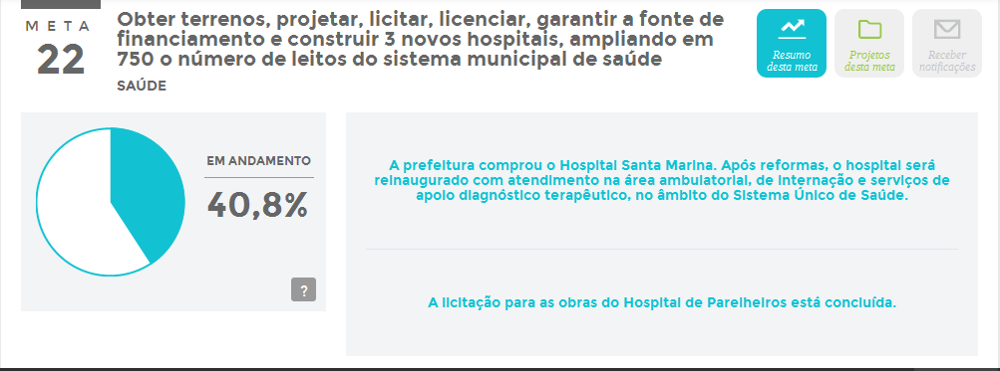 META
22
Obter terrenos, projetar, licitar, licenciar, garantir a fonte de
financiamento e construir 3 novos hospitais, ampliando em
750 o número de leitos do sistema municipal de saúde
SAÚDE
Resumo
desta meta
Projetos
desta meta
Receber
notificações
EM ANDAMENTO
40,8%
?
A prefeitura comprou o Hospital Santa Marina. Após reformas, o hospital será
reinaugurado com atendimento na área ambulatorial, de internação e serviços de
apoio diagnóstico terapêutico, no âmbito do Sistema Único de Saúde.
A licitação para as obras do Hospital de Parelheiros está concluída.